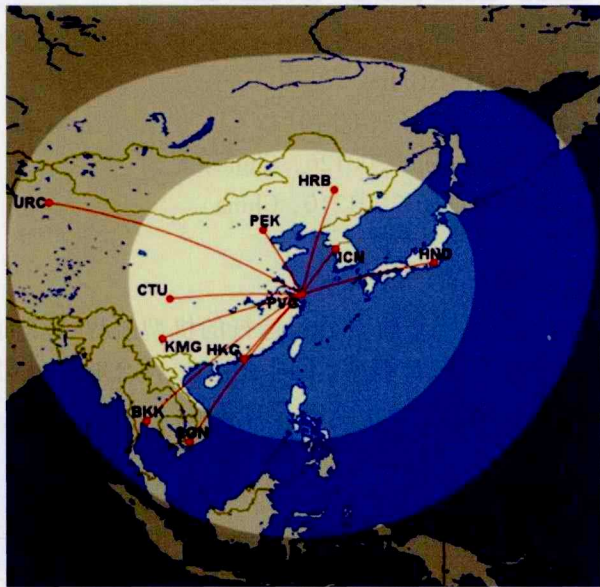 HRB
URC
PEK
ICN
HND
CTU
PVG
KMG
HKG
BKK
SGN